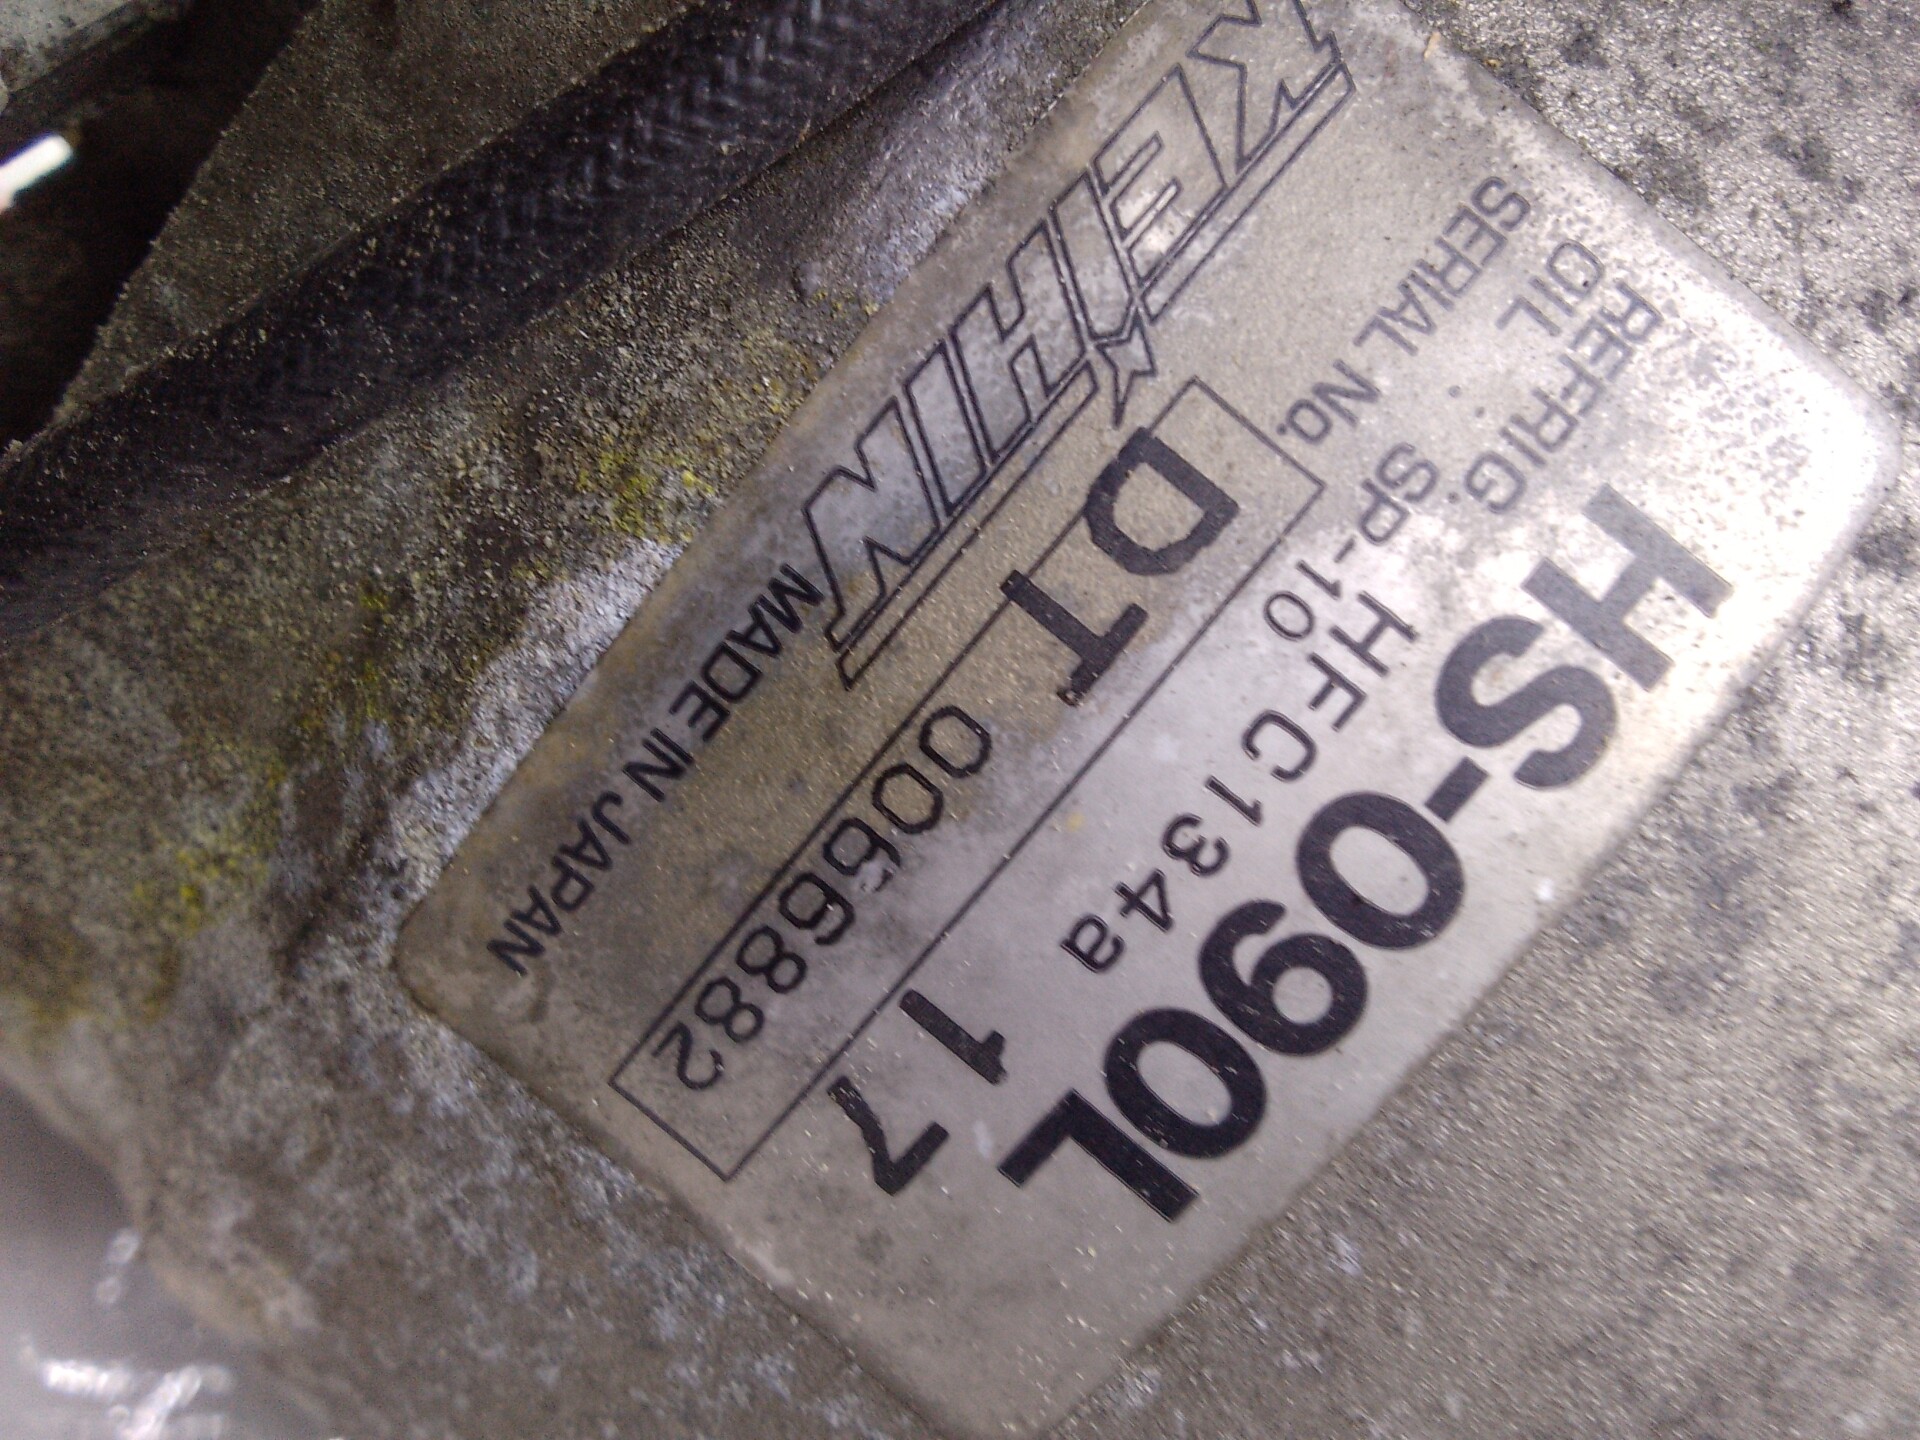 HS-090L
REFRIG HFC134a
OIL SP-10
SERIAL No. 17
DT 0066882
KEIHIN MADE IN JAPAN